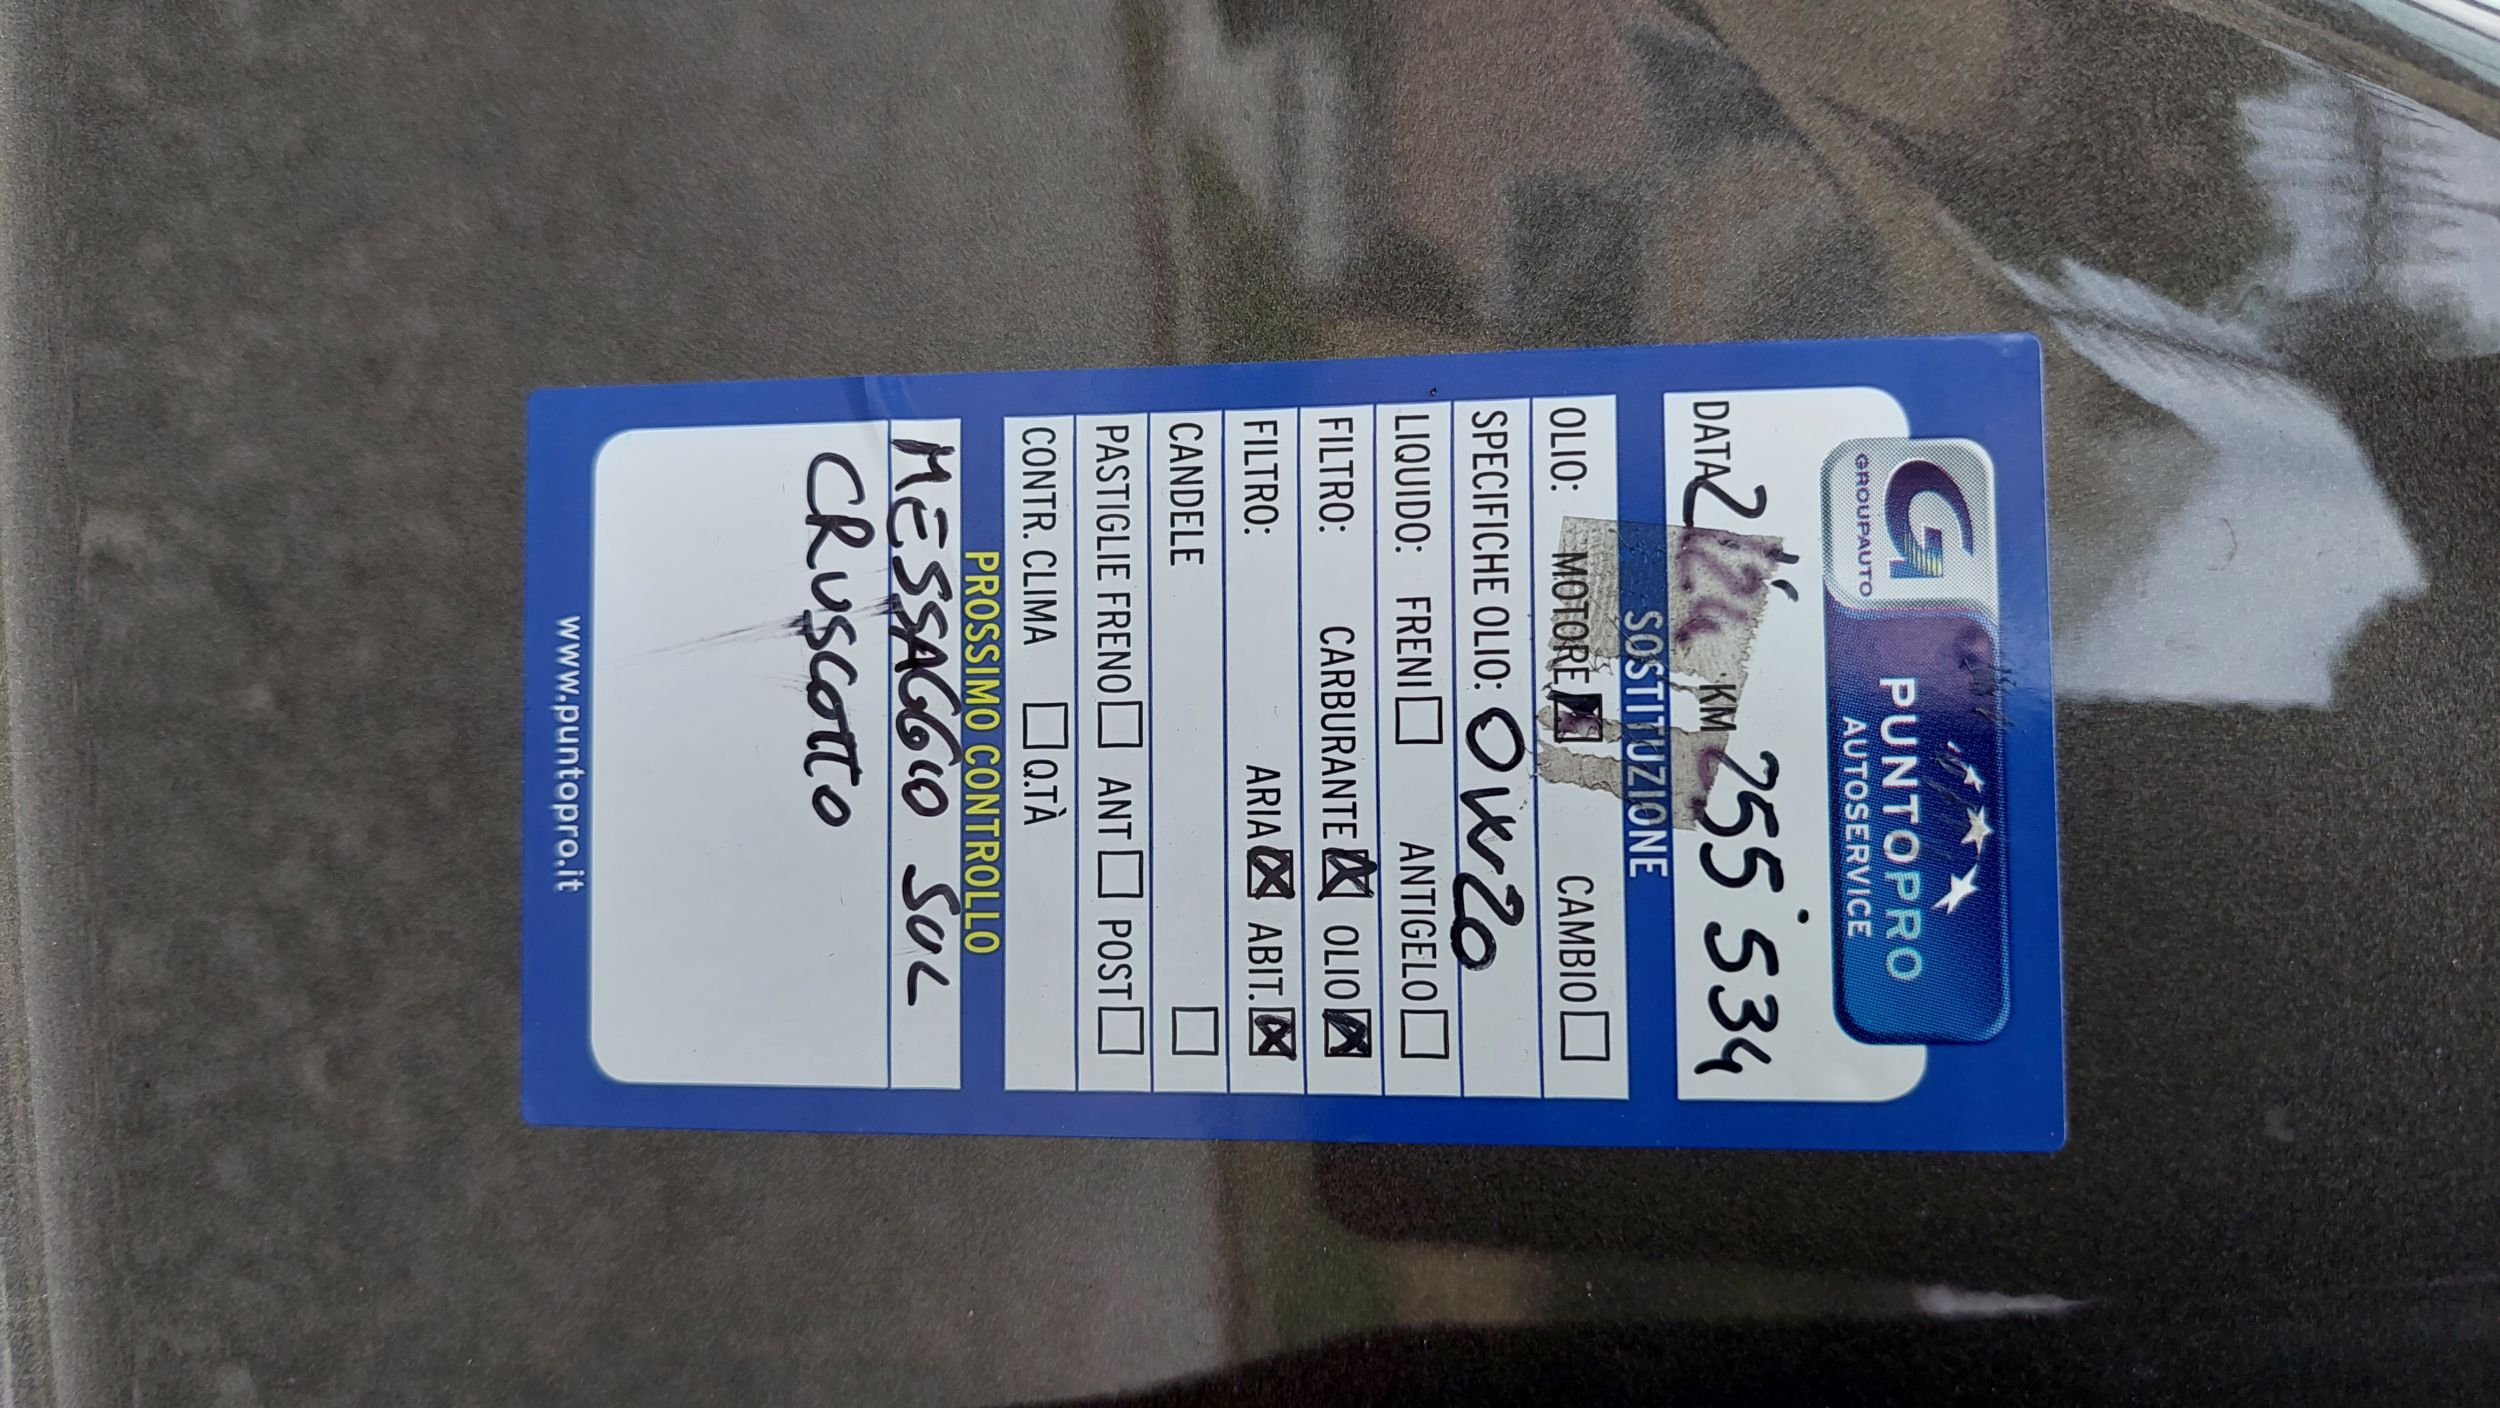 GROUPAUTO
PUNTOPRO
AUTOSERVICE
DATA KM 255'534
SOSTITUZIONE
OLIO: MOTORE CAMBIO
SPECIFICHE OLIO: 0W20
LIQUIDO: FRENI ANTIGELO
FILTRO: CARBURANTE OLIO
FILTRO: ARIA ABIT.
CANDELE
PASTIGLIE FRENO ANT POST
CONTR. CLIMA Q.TÀ
PROSSIMO CONTROLLO
MESSAGGIO SUL
CRUSCOTTO
www.puntopro.it